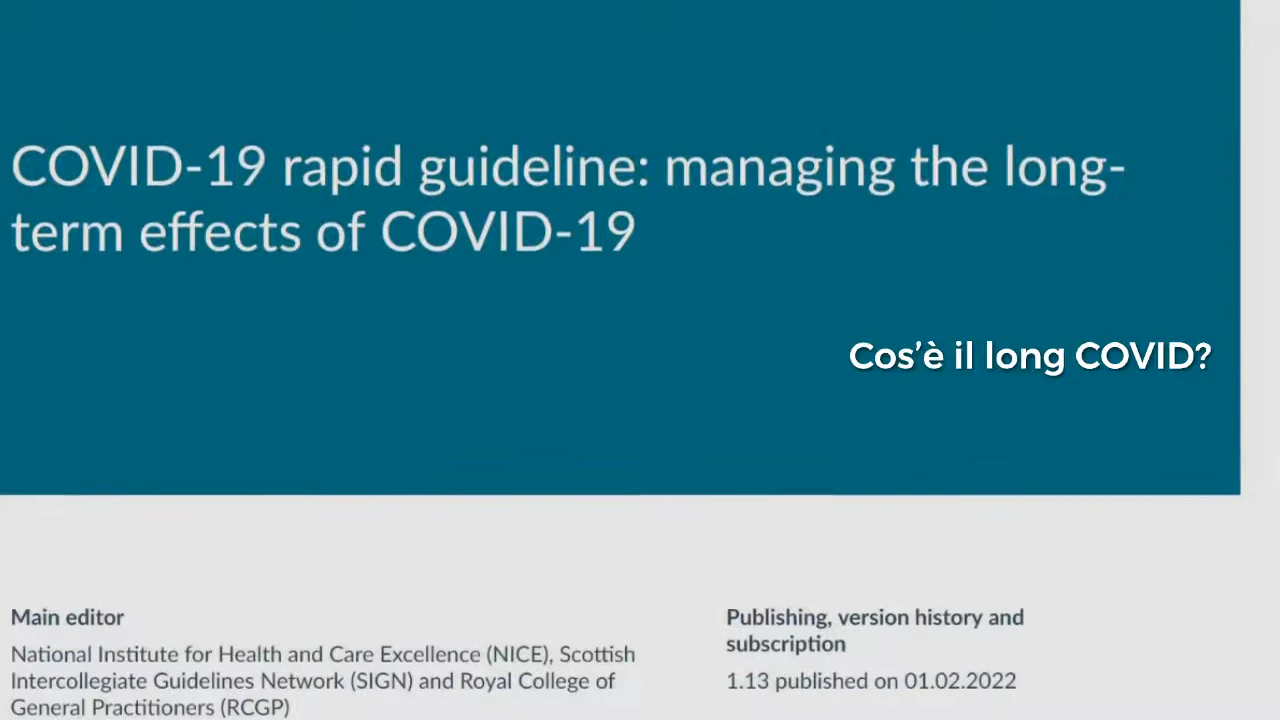 COVID-19 rapid guideline: managing the long-
term effects of COVID-19
Cos’è il long COVID?
Main editor
National Institute for Health and Care Excellence (NICE), Scottish
Intercollegiate Guidelines Network (SIGN) and Royal College of
General Practitioners (RCGP)
Publishing, version history and
subscription
1.13 published on 01.02.2022